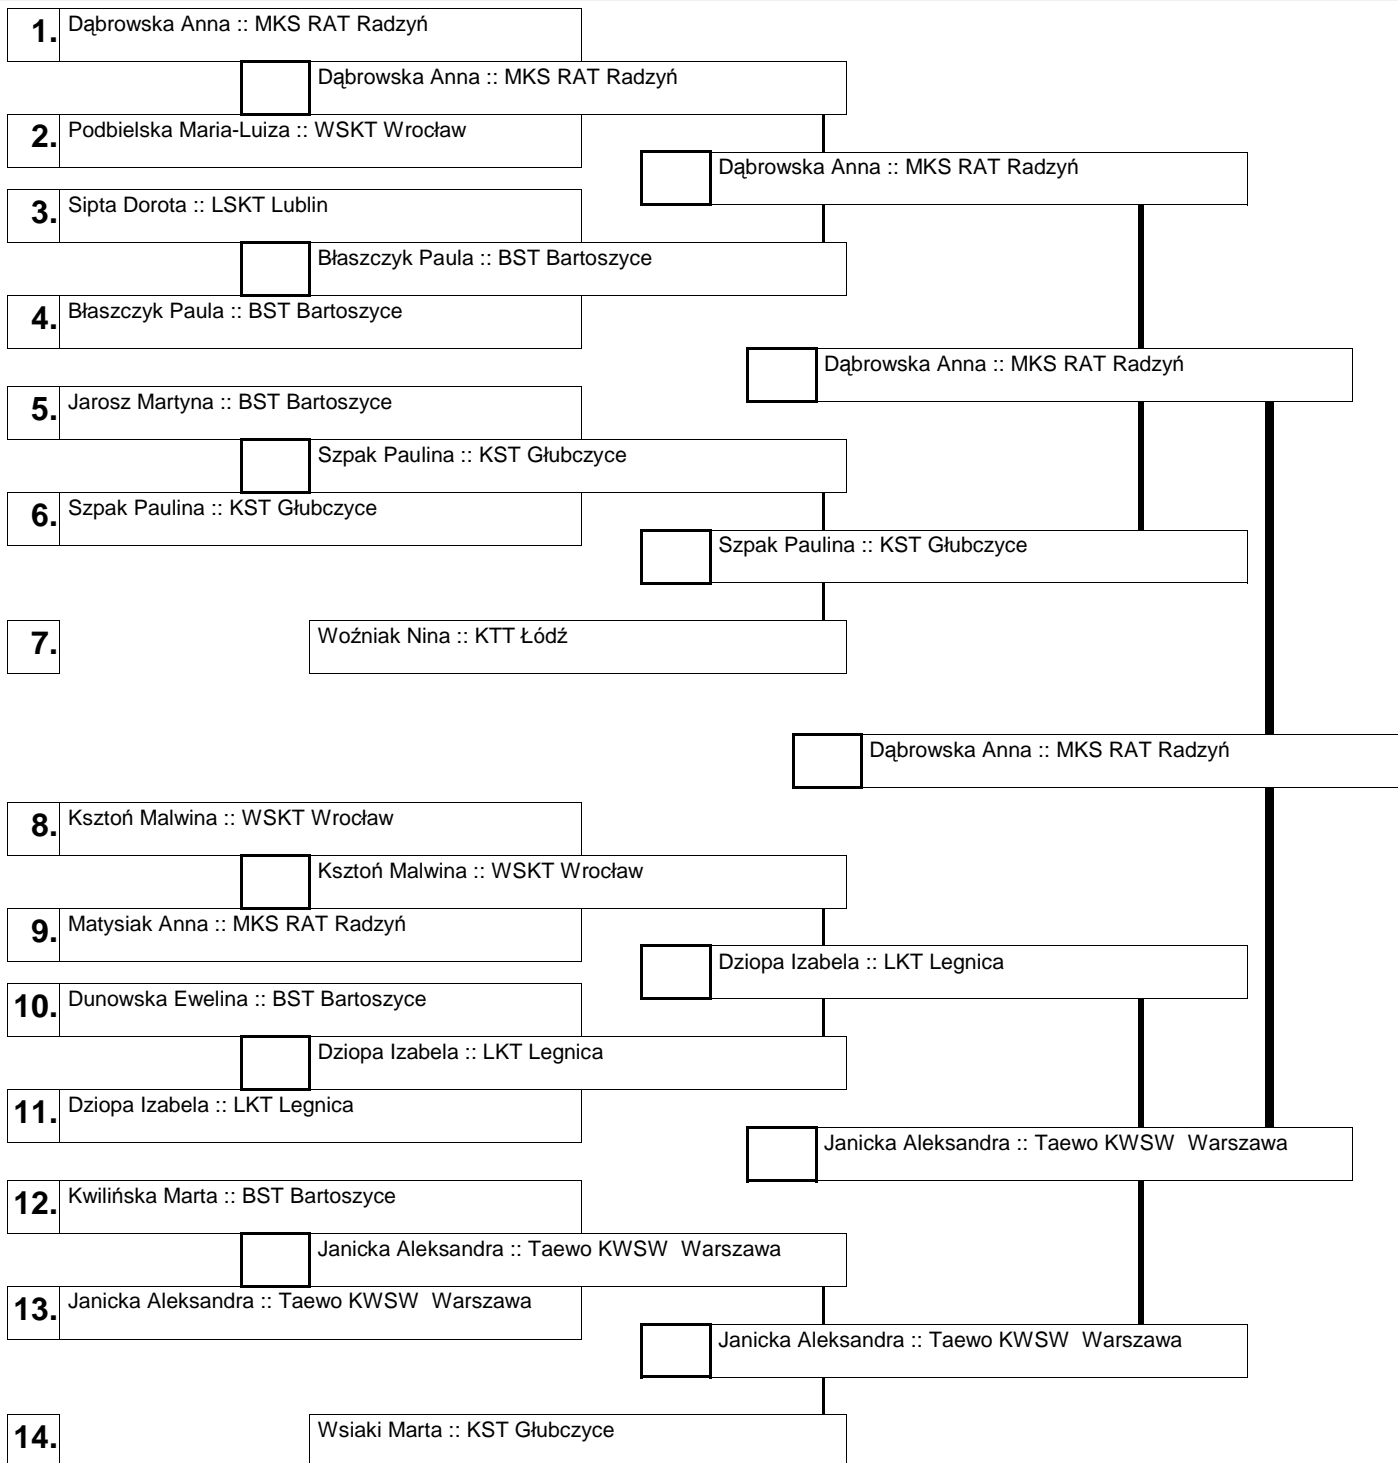 1. Dąbrowska Anna :: MKS RAT Radzyń
Dąbrowska Anna :: MKS RAT Radzyń
2. Podbielska Maria-Luiza :: WSKT Wrocław
Dąbrowska Anna :: MKS RAT Radzyń
3. Sipta Dorota :: LSKT Lublin
Błaszczyk Paula :: BST Bartoszyce
4. Błaszczyk Paula :: BST Bartoszyce
Dąbrowska Anna :: MKS RAT Radzyń
5. Jarosz Martyna :: BST Bartoszyce
Szpak Paulina :: KST Głubczyce
6. Szpak Paulina :: KST Głubczyce
Szpak Paulina :: KST Głubczyce
7. Woźniak Nina :: KTT Łódź
Dąbrowska Anna :: MKS RAT Radzyń
8. Ksztoń Malwina :: WSKT Wrocław
Ksztoń Malwina :: WSKT Wrocław
9. Matysiak Anna :: MKS RAT Radzyń
Dziopa Izabela :: LKT Legnica
10. Dunowska Ewelina :: BST Bartoszyce
Dziopa Izabela :: LKT Legnica
11. Dziopa Izabela :: LKT Legnica
Janicka Aleksandra :: Taewo KWSW  Warszawa
12. Kwilińska Marta :: BST Bartoszyce
Janicka Aleksandra :: Taewo KWSW  Warszawa
13. Janicka Aleksandra :: Taewo KWSW  Warszawa
Janicka Aleksandra :: Taewo KWSW  Warszawa
14. Wsiaki Marta :: KST Głubczyce